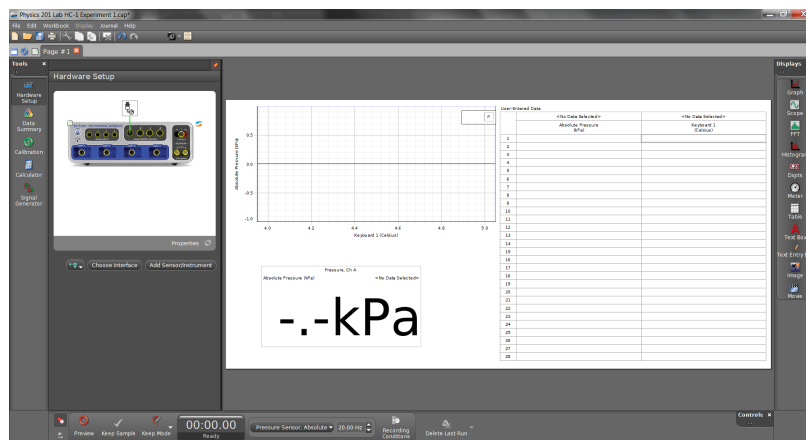 Physics 201 Lab HC-1 Experiment 1.cap*
File Edit Workbook Display Journal Help
Page #1
Tools
Displays
Hardware Setup
Hardware
Setup
Data
Summary
Calibration
Calculator
Signal
Generator
Properties
Choose Interface
Add Sensor/Instrument
P
Absolute Pressure (kPa)
0.5
0.0
-0.5
-1.0
4.0 4.2 4.4 4.6 4.8 5.0
Keyboard 1 (Celsius)
Pressure, Ch A
Absolute Pressure (kPa) <No Data Selected>
-.-kPa
User-Entered Data
<No Data Selected> <No Data Selected>
Absolute Pressure
(kPa)
Keyboard 1
(Celsius)
1
2
3
4
5
6
7
8
9
10
11
12
13
14
15
16
17
18
19
20
21
22
23
24
25
26
27
28
Graph
Scope
FFT
Histogram
Digits
Meter
Table
Text Box
Text Entry
Image
Movie
Controls
Preview
Keep Sample
Keep Mode
00:00.00
Ready
Pressure Sensor, Absolute
20.00 Hz
Recording
Conditions
Delete Last Run